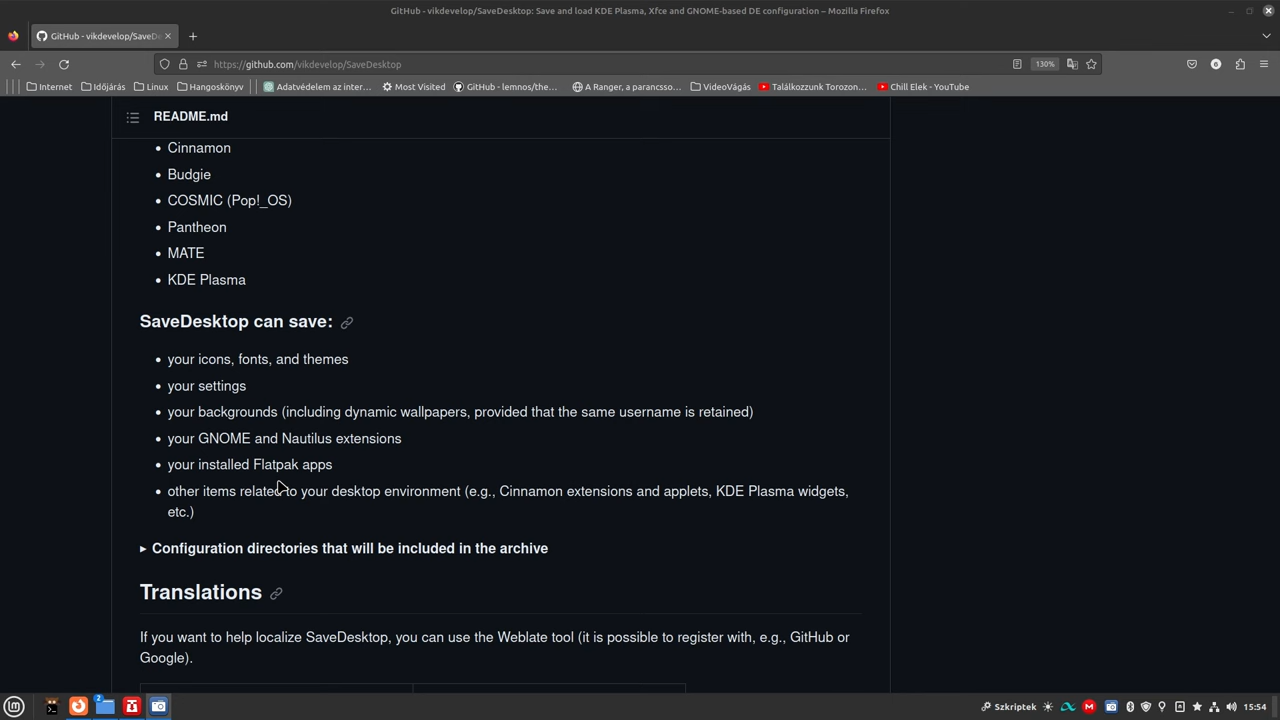 GitHub - vikdevelop/SaveDesktop: Save and load KDE Plasma, Xfce and GNOME-based DE configuration – Mozilla Firefox
GitHub - vikdevelop/SaveD
https://github.com/vikdevelop/SaveDesktop
130%
Internet
Időjárás
Linux
Hangoskönyv
Adatvédelem az inter...
Most Visited
GitHub - lemnos/the...
A Ranger, a parancsso...
VideoVágás
Találkozzunk Torozon...
Chill Elek - YouTube
README.md
• Cinnamon
• Budgie
• COSMIC (Pop!_OS)
• Pantheon
• MATE
• KDE Plasma
SaveDesktop can save:
• your icons, fonts, and themes
• your settings
• your backgrounds (including dynamic wallpapers, provided that the same username is retained)
• your GNOME and Nautilus extensions
• your installed Flatpak apps
• other items related to your desktop environment (e.g., Cinnamon extensions and applets, KDE Plasma widgets,
etc.)
▸ Configuration directories that will be included in the archive
Translations
If you want to help localize SaveDesktop, you can use the Weblate tool (it is possible to register with, e.g., GitHub or
Google).
2
Szkriptek
15:54